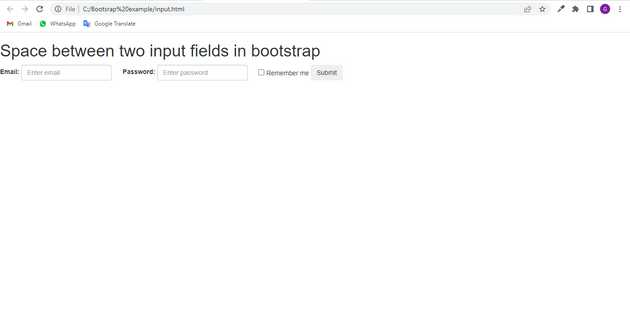 File | C:/Bootsrap%20example/input.html
G
Gmail WhatsApp Google Translate
Space between two input fields in bootstrap
Email: Enter email Password: Enter password Remember me Submit